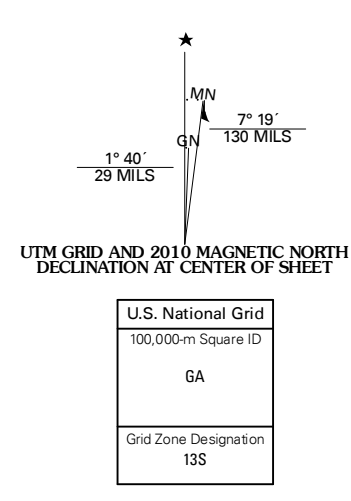 ★
MN
GN
7° 19´
130 MILS
1° 40´
29 MILS
UTM GRID AND 2010 MAGNETIC NORTH
DECLINATION AT CENTER OF SHEET
U.S. National Grid
100,000-m Square ID
GA
Grid Zone Designation
13S